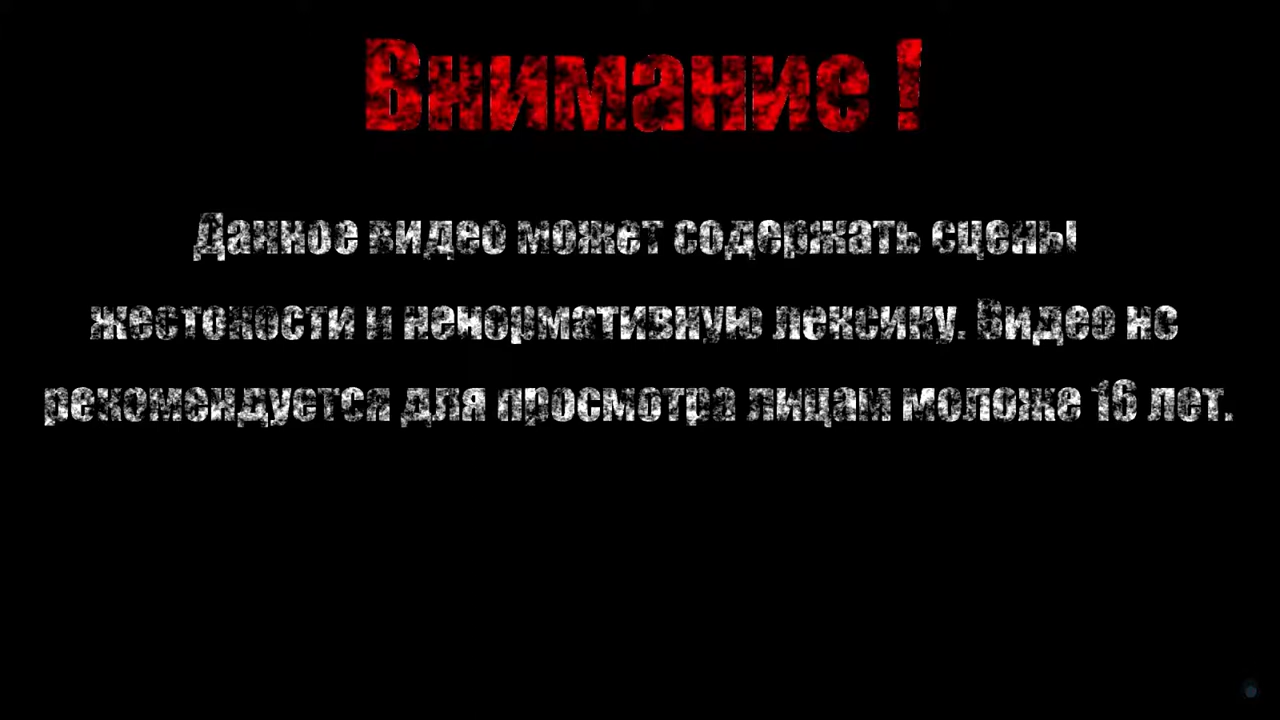 Внимание !
Данное видео может содержать сцены
жестокости и ненормативную лексику. Видео не
рекомендуется для просмотра лицам моложе 16 лет.